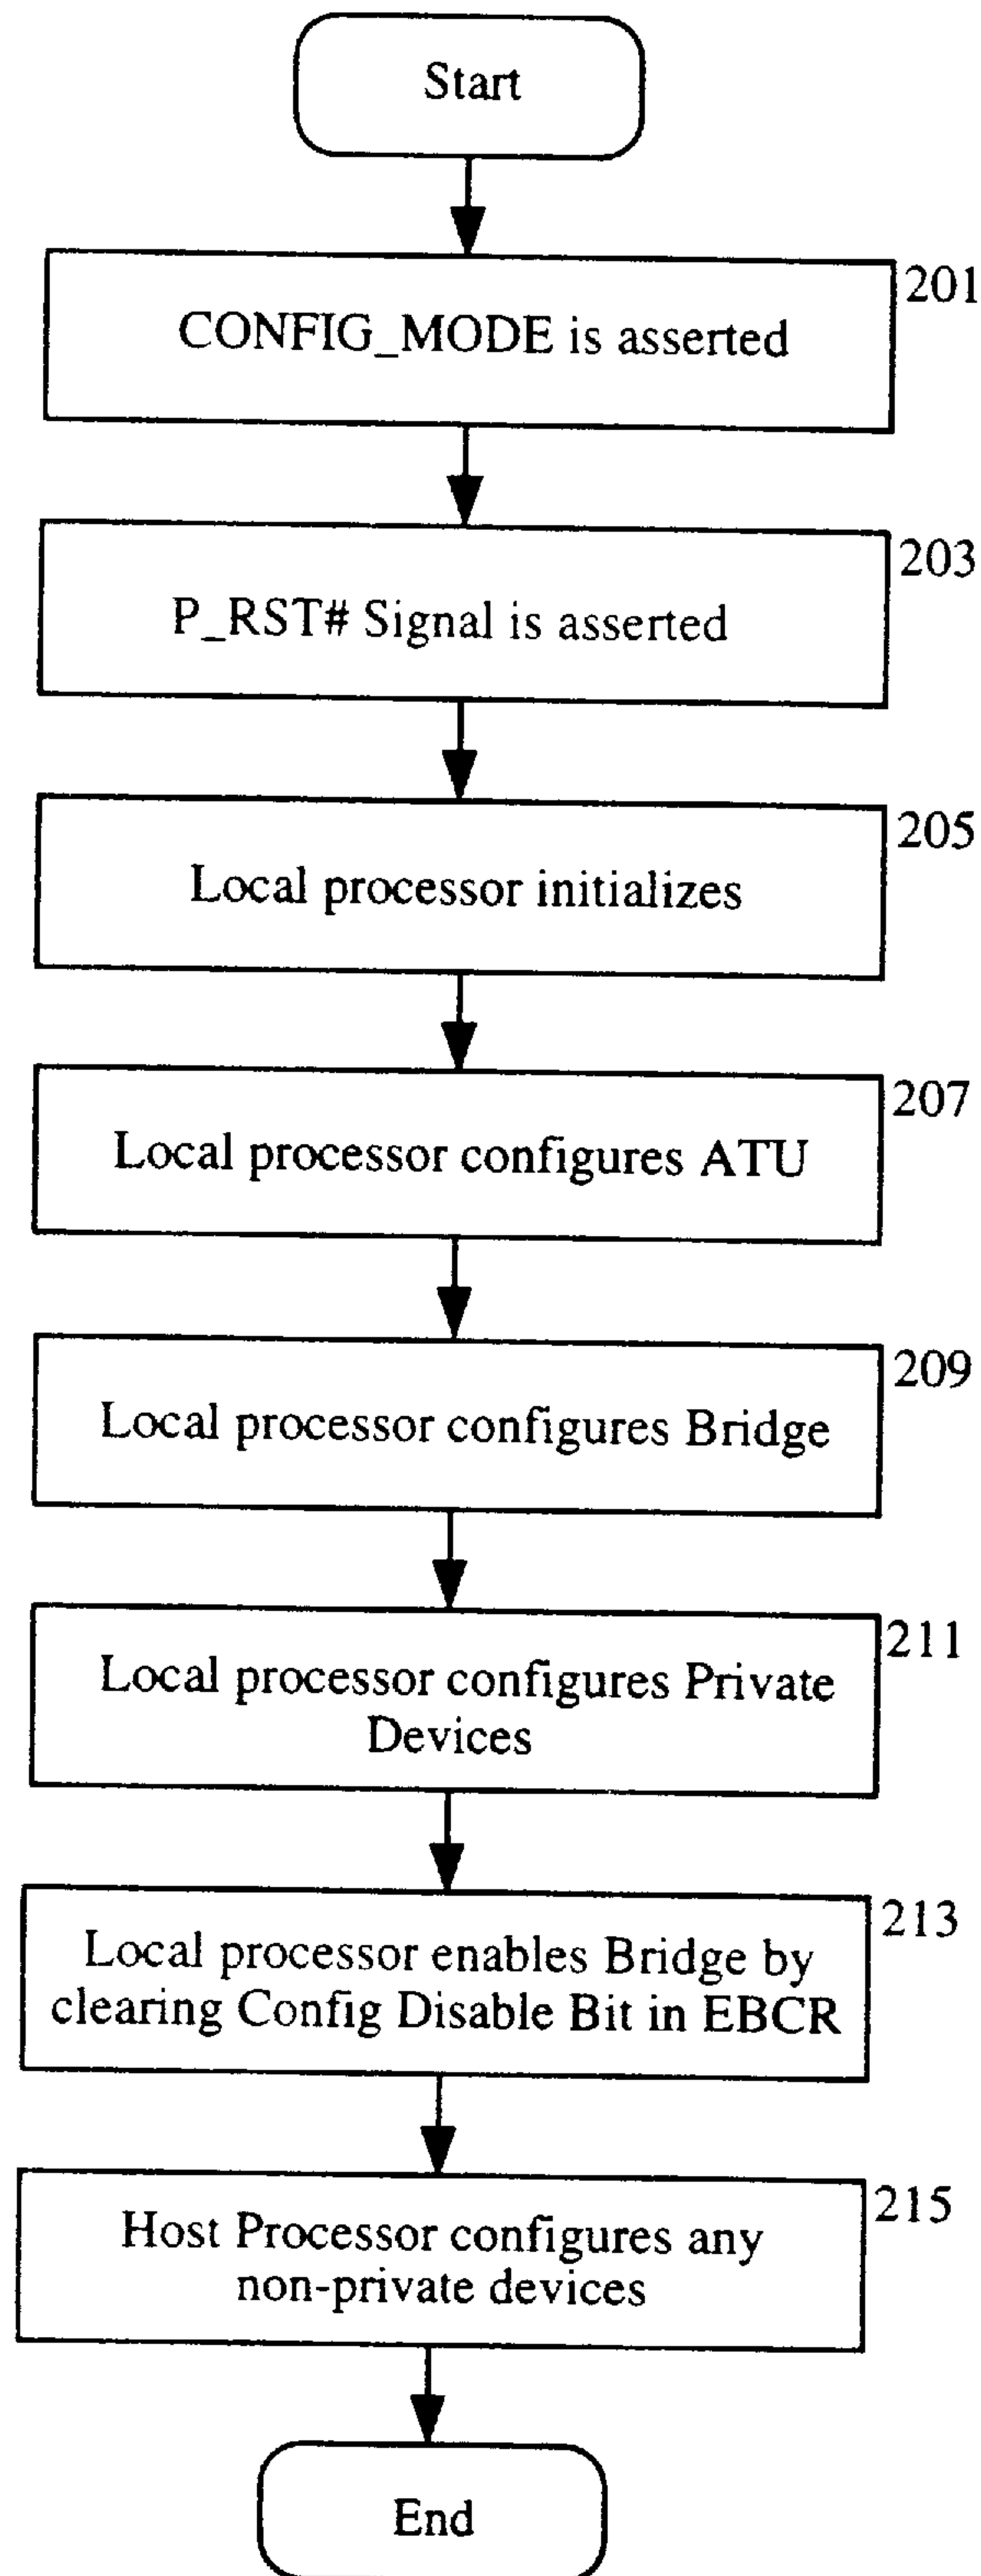 Start
201
CONFIG_MODE is asserted
203
P_RST# Signal is asserted
205
Local processor initializes
207
Local processor configures ATU
209
Local processor configures Bridge
211
Local processor configures Private
Devices
213
Local processor enables Bridge by
clearing Config Disable Bit in EBCR
215
Host Processor configures any
non-private devices
End